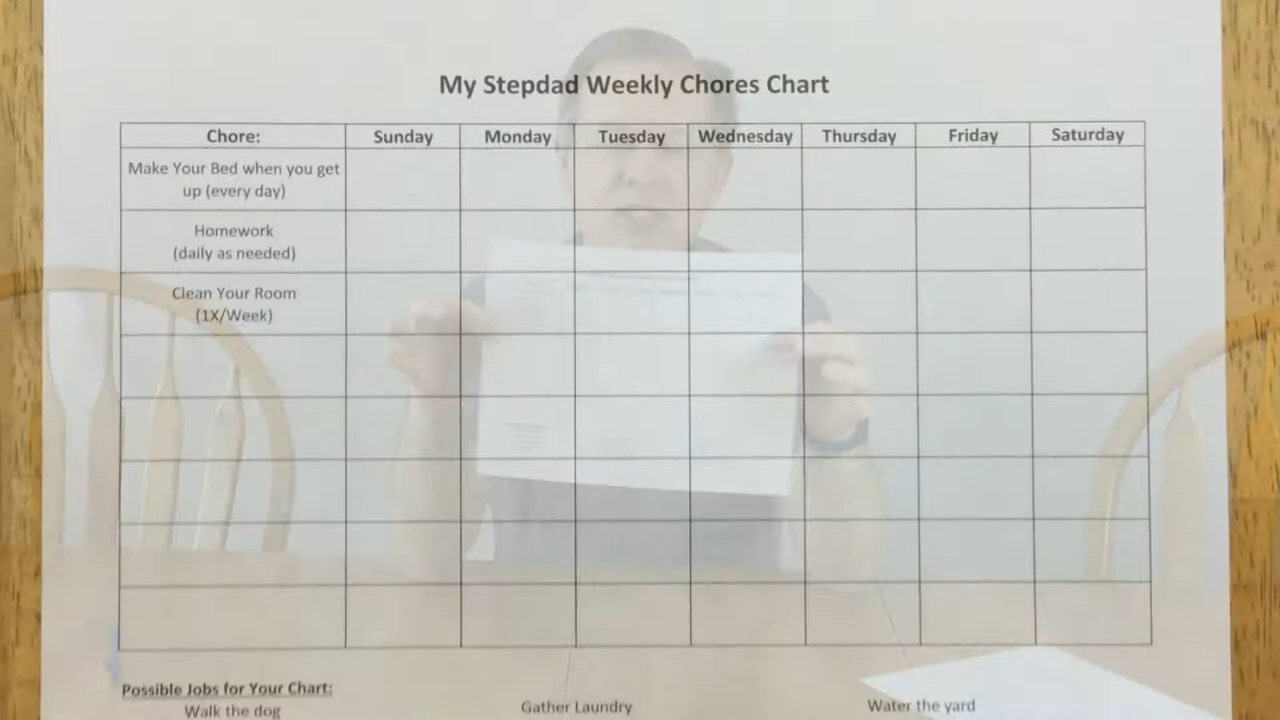 My Stepdad Weekly Chores Chart
Chore: Sunday Monday Tuesday Wednesday Thursday Friday Saturday
Make Your Bed when you get
up (every day)
Homework
(daily as needed)
Clean Your Room
(1X/Week)
Possible Jobs for Your Chart:
Walk the dog Gather Laundry Water the yard